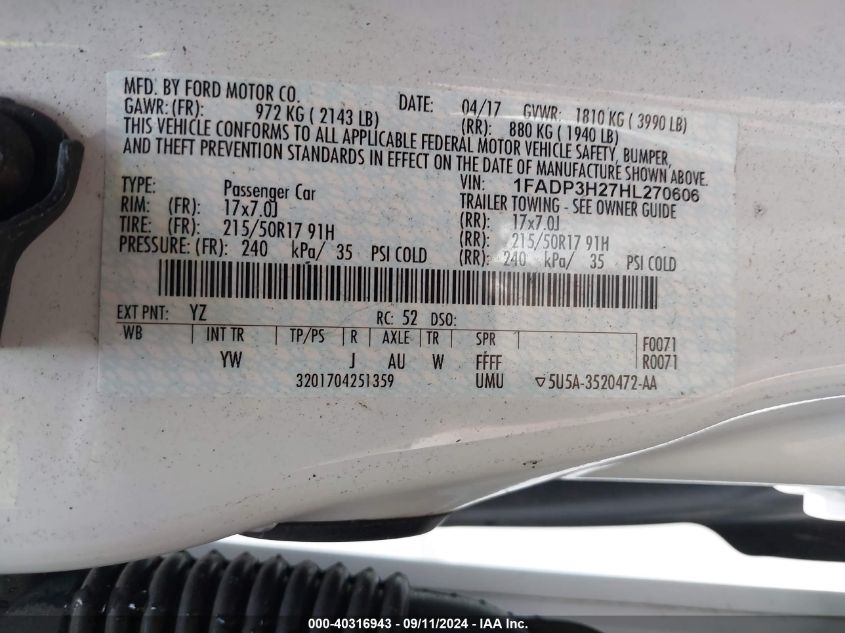 MFD. BY FORD MOTOR CO. DATE: 04/17 GVWR: 1810 KG ( 3990 LB)
GAWR: (FR): 972 KG ( 2143 LB) (RR): 880 KG ( 1940 LB)
THIS VEHICLE CONFORMS TO ALL APPLICABLE FEDERAL MOTOR VEHICLE SAFETY, BUMPER,
AND THEFT PREVENTION STANDARDS IN EFFECT ON THE DATE OF MANUFACTURE SHOWN ABOVE.
VIN: 1FADP3H27HL270606
TYPE: Passenger Car TRAILER TOWING - SEE OWNER GUIDE
RIM: (FR): 17x7.0J (RR): 17x7.0J
TIRE: (FR): 215/50R17 91H (RR): 215/50R17 91H
PRESSURE: (FR): 240 kPa/ 35 PSI COLD (RR): 240 kPa/ 35 PSI COLD
EXT PNT: YZ RC: 52 DSO:
WB INT TR TP/PS R AXLE TR SPR F0071
YW J AU W FFFF R0071
3201704251359 UMU ▽5U5A-3520472-AA
000-40316943 - 09/11/2024 - IAA Inc.